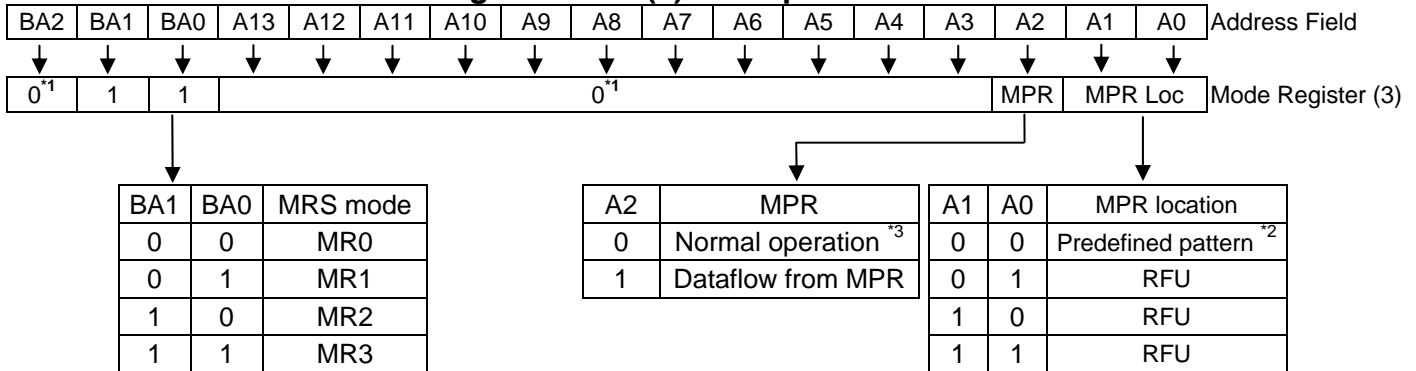 BA2 BA1 BA0 A13 A12 A11 A10 A9 A8 A7 A6 A5 A4 A3 A2 A1 A0 Address Field
0*1 1 1 0*1 MPR MPR Loc Mode Register (3)
BA1 BA0 MRS mode
0 0 MR0
0 1 MR1
1 0 MR2
1 1 MR3
A2 MPR
0 Normal operation *3
1 Dataflow from MPR
A1 A0 MPR location
0 0 Predefined pattern *2
0 1 RFU
1 0 RFU
1 1 RFU